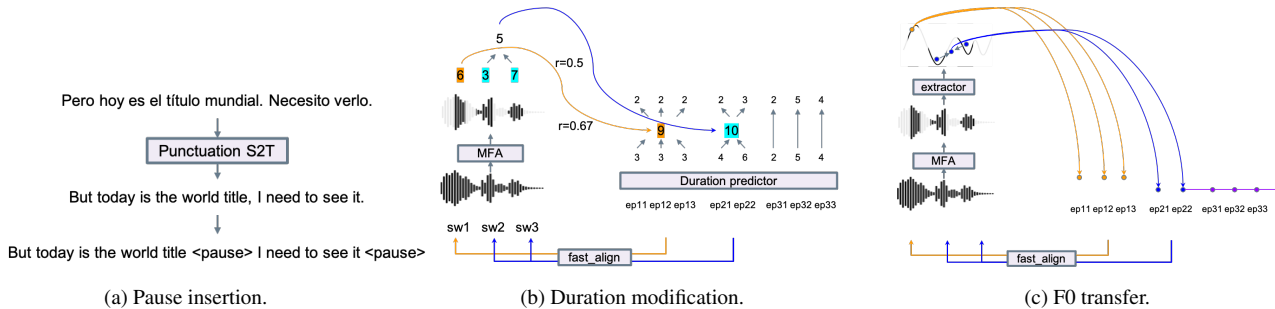 Pero hoy es el título mundial. Necesito verlo.
Punctuation S2T
But today is the world title, I need to see it.
But today is the world title <pause> I need to see it <pause>
(a) Pause insertion.
5
r=0.5
6 3 7
r=0.67
2 2 2 2 3 2 5 4
9 10
MFA
3 3 3 4 6 2 5 4
Duration predictor
ep11 ep12 ep13 ep21 ep22 ep31 ep32 ep33
sw1 sw2 sw3
fast_align
(b) Duration modification.
extractor
MFA
ep11 ep12 ep13 ep21 ep22 ep31 ep32 ep33
fast_align
(c) F0 transfer.